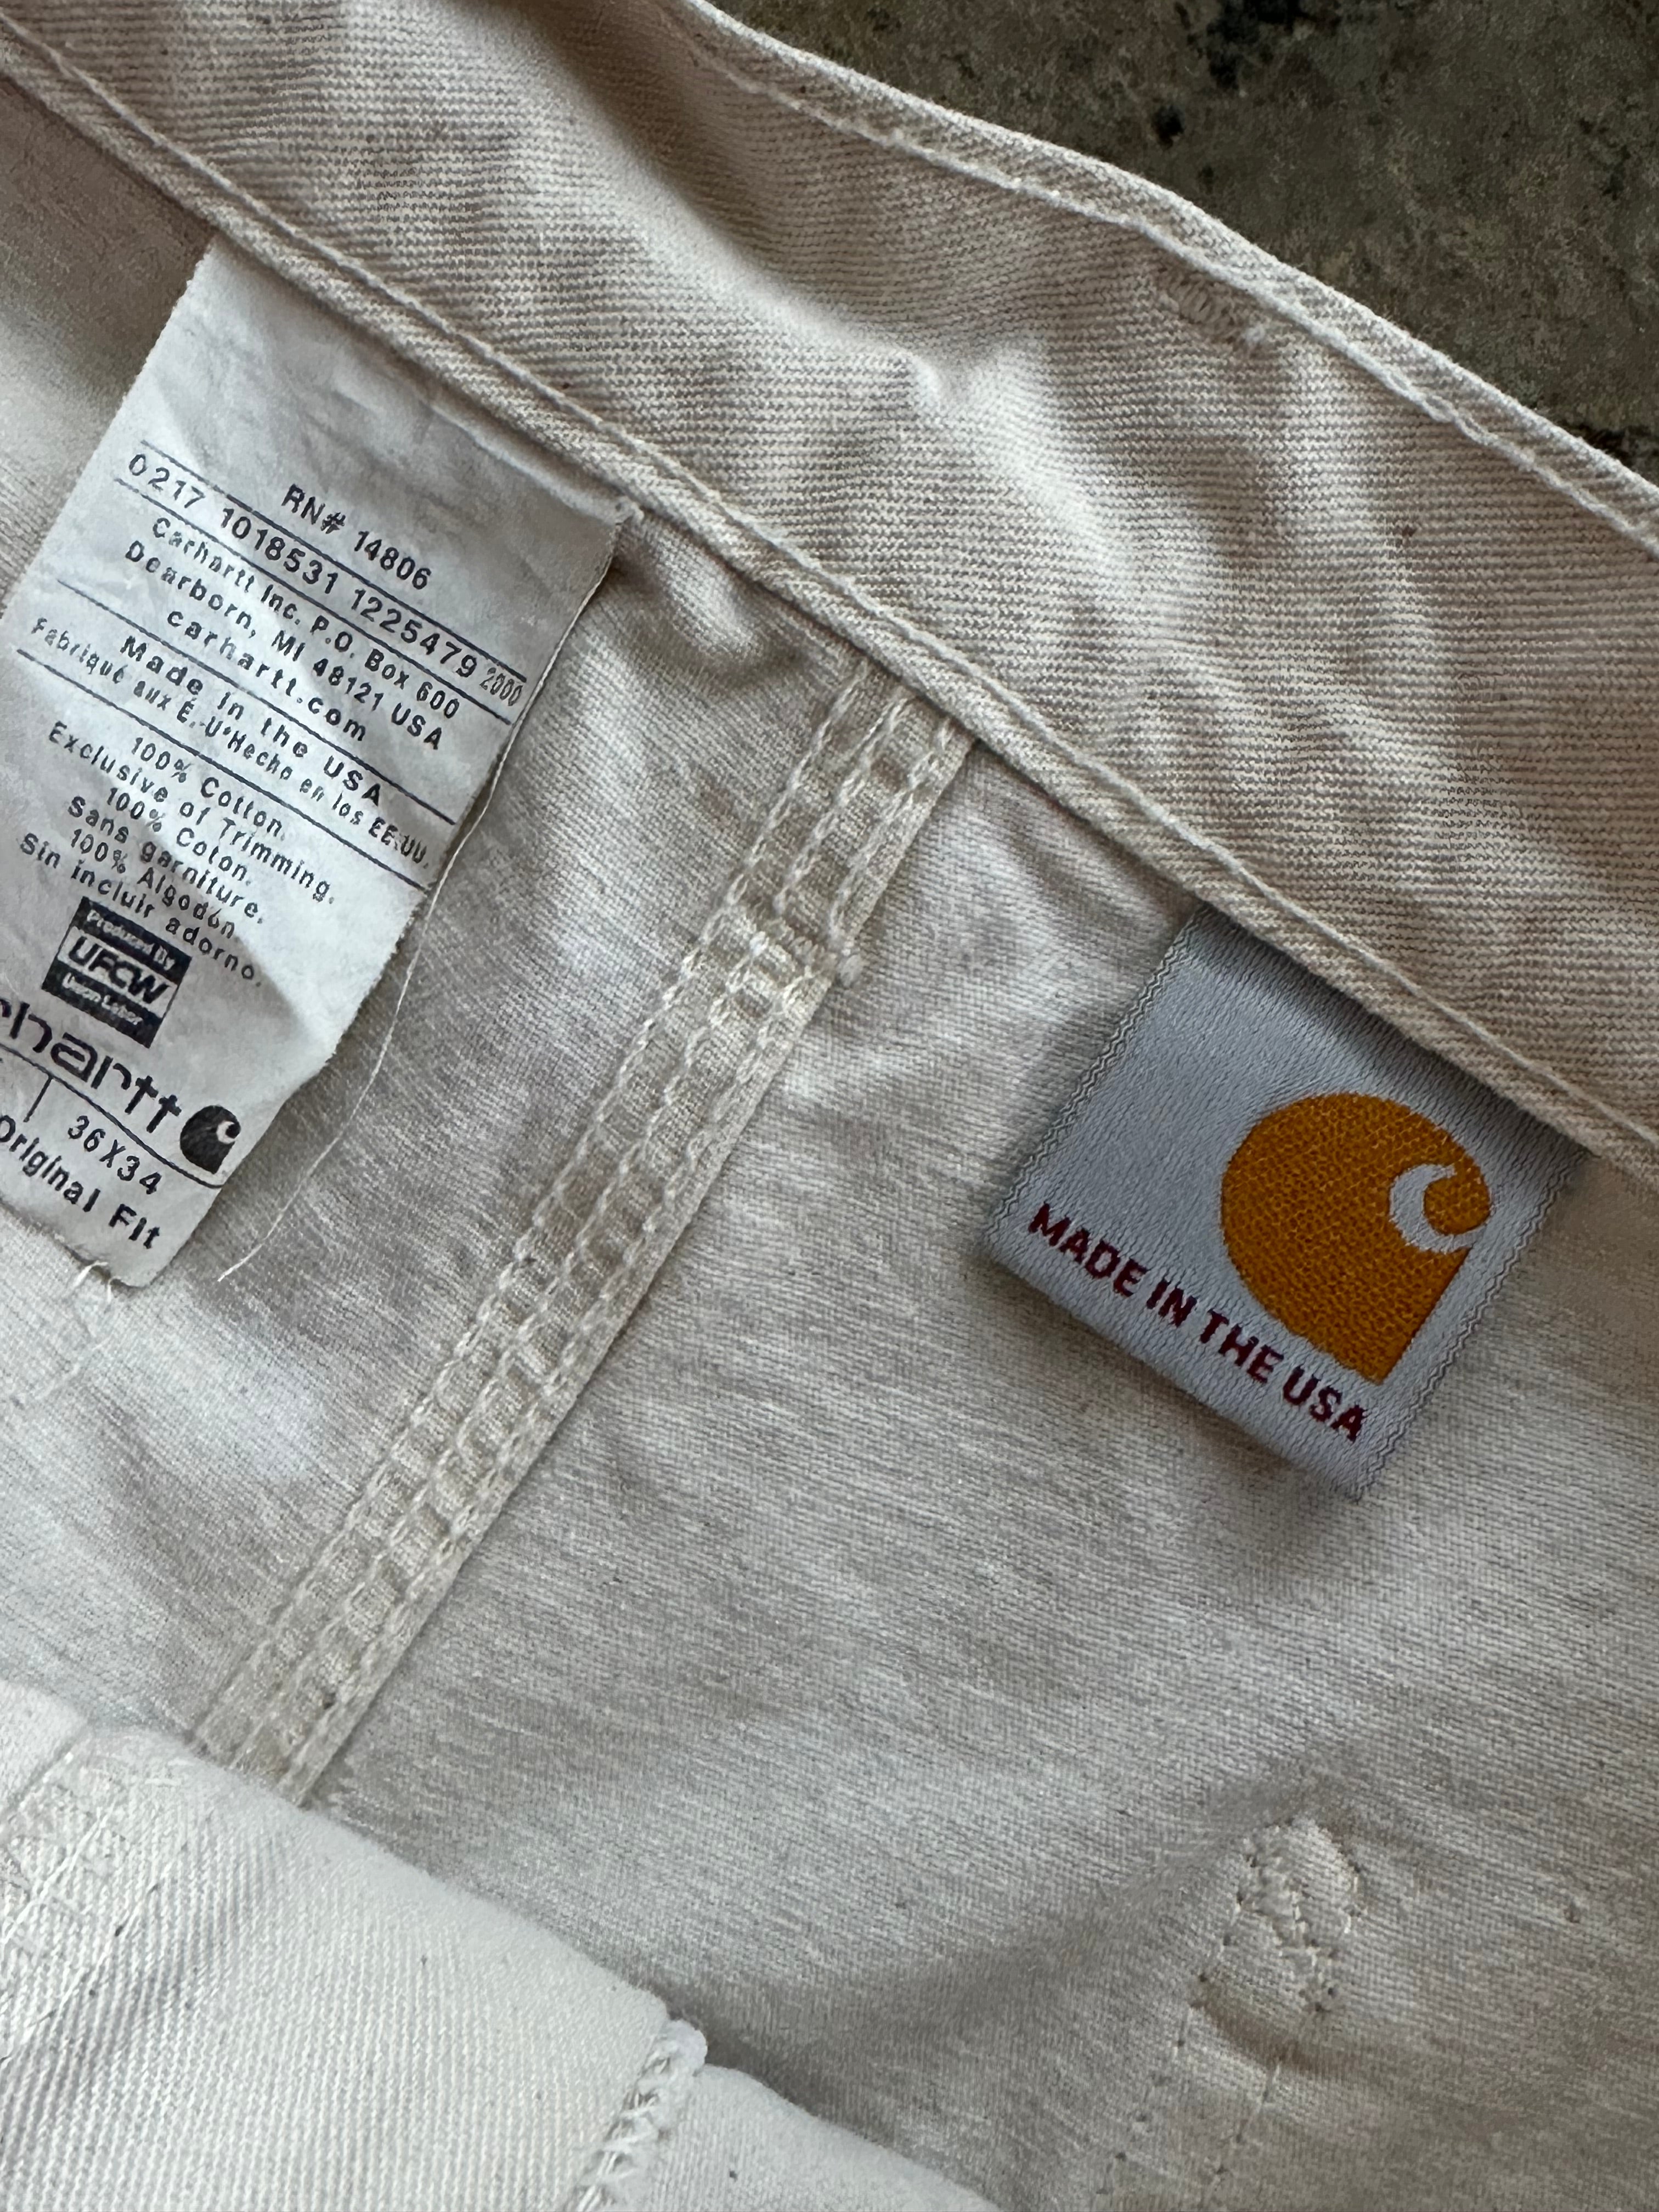 RN# 14806
0217 1018531 1225479 2000
Carhartt Inc. P.O. Box 600
Dearborn, MI 48121 USA
carhartt.com
Made in the USA
Fabriqué aux É.-U•Hecho en los EE.UU.
100% Cotton.
Exclusive of Trimming.
100% Coton.
Sans garniture.
100% Algodón.
Sin incluir adorno.
Produced By
UFCW
Union Labor
rhartt
36X34
Original Fit
MADE IN THE USA